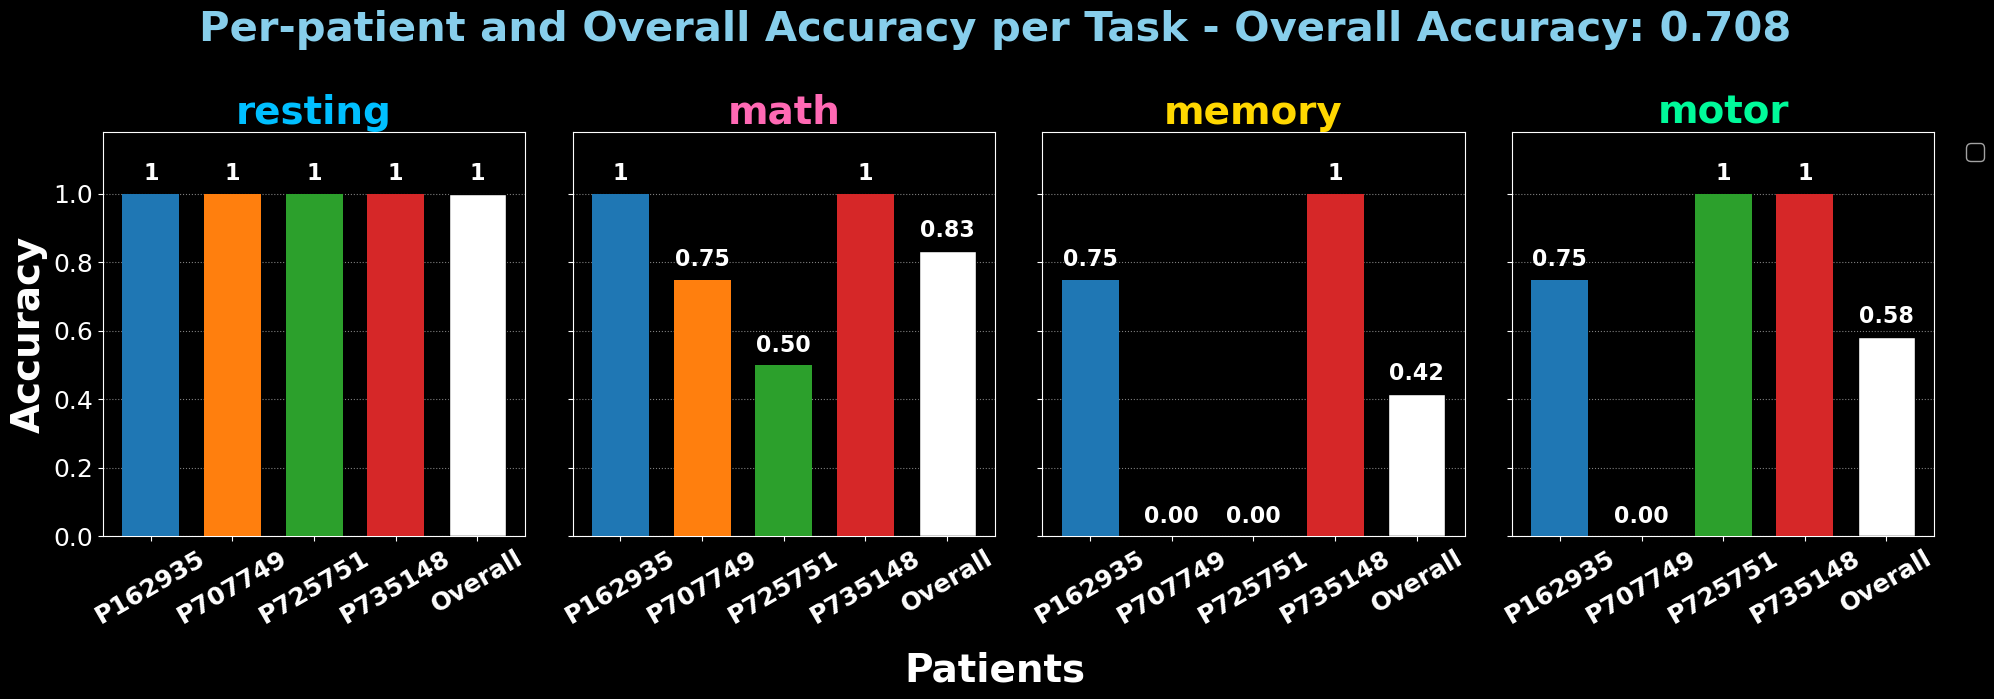 Per-patient and Overall Accuracy per Task - Overall Accuracy: 0.708
resting
math
memory
motor
Accuracy
1.0
0.8
0.6
0.4
0.2
0.0
1 1 1 1 1
1 0.75 0.50 1 0.83
0.75 0.00 0.00 1 0.42
0.75 0.00 1 1 0.58
P162935 P707749 P725751 P735148 Overall
P162935 P707749 P725751 P735148 Overall
P162935 P707749 P725751 P735148 Overall
P162935 P707749 P725751 P735148 Overall
Patients